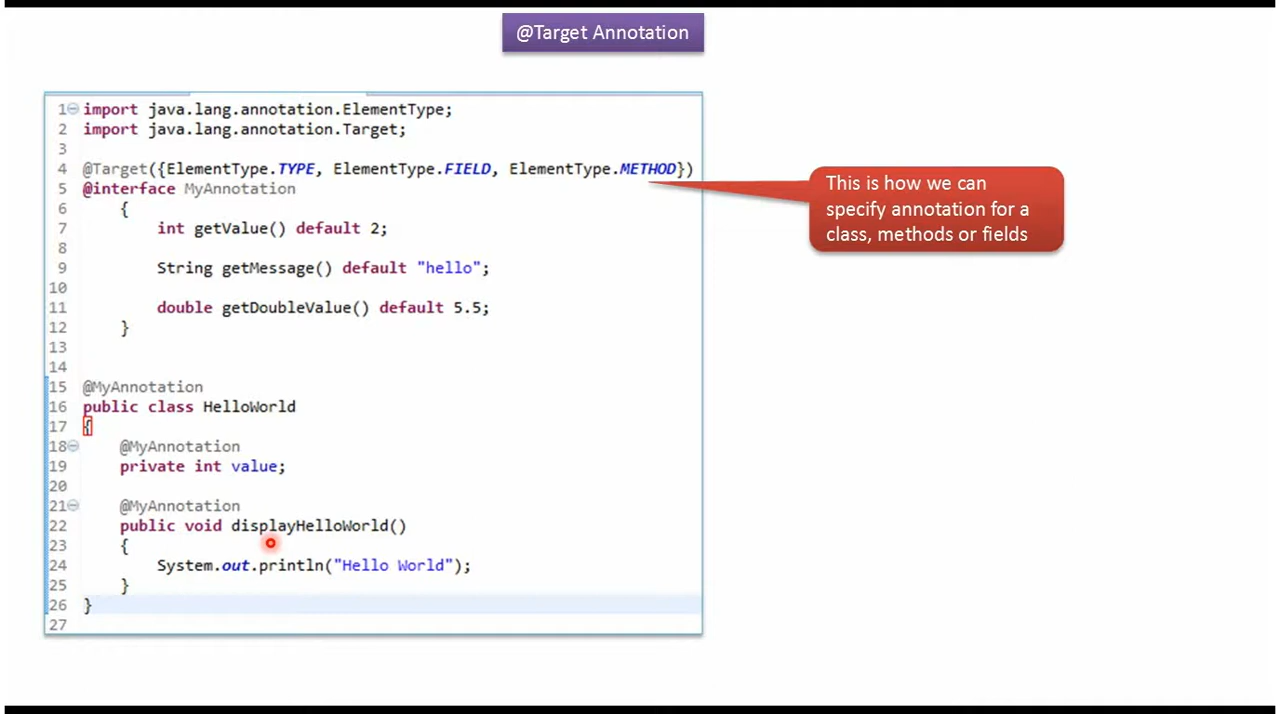 @Target Annotation
1 import java.lang.annotation.ElementType;
2 import java.lang.annotation.Target;
3
4 @Target({ElementType.TYPE, ElementType.FIELD, ElementType.METHOD})
5 @interface MyAnnotation
6 {
7 int getValue() default 2;
8
9 String getMessage() default "hello";
10
11 double getDoubleValue() default 5.5;
12 }
13
14
15 @MyAnnotation
16 public class HelloWorld
17 {
18 @MyAnnotation
19 private int value;
20
21 @MyAnnotation
22 public void displayHelloWorld()
23 {
24 System.out.println("Hello World");
25 }
26 }
27
This is how we can
specify annotation for a
class, methods or fields